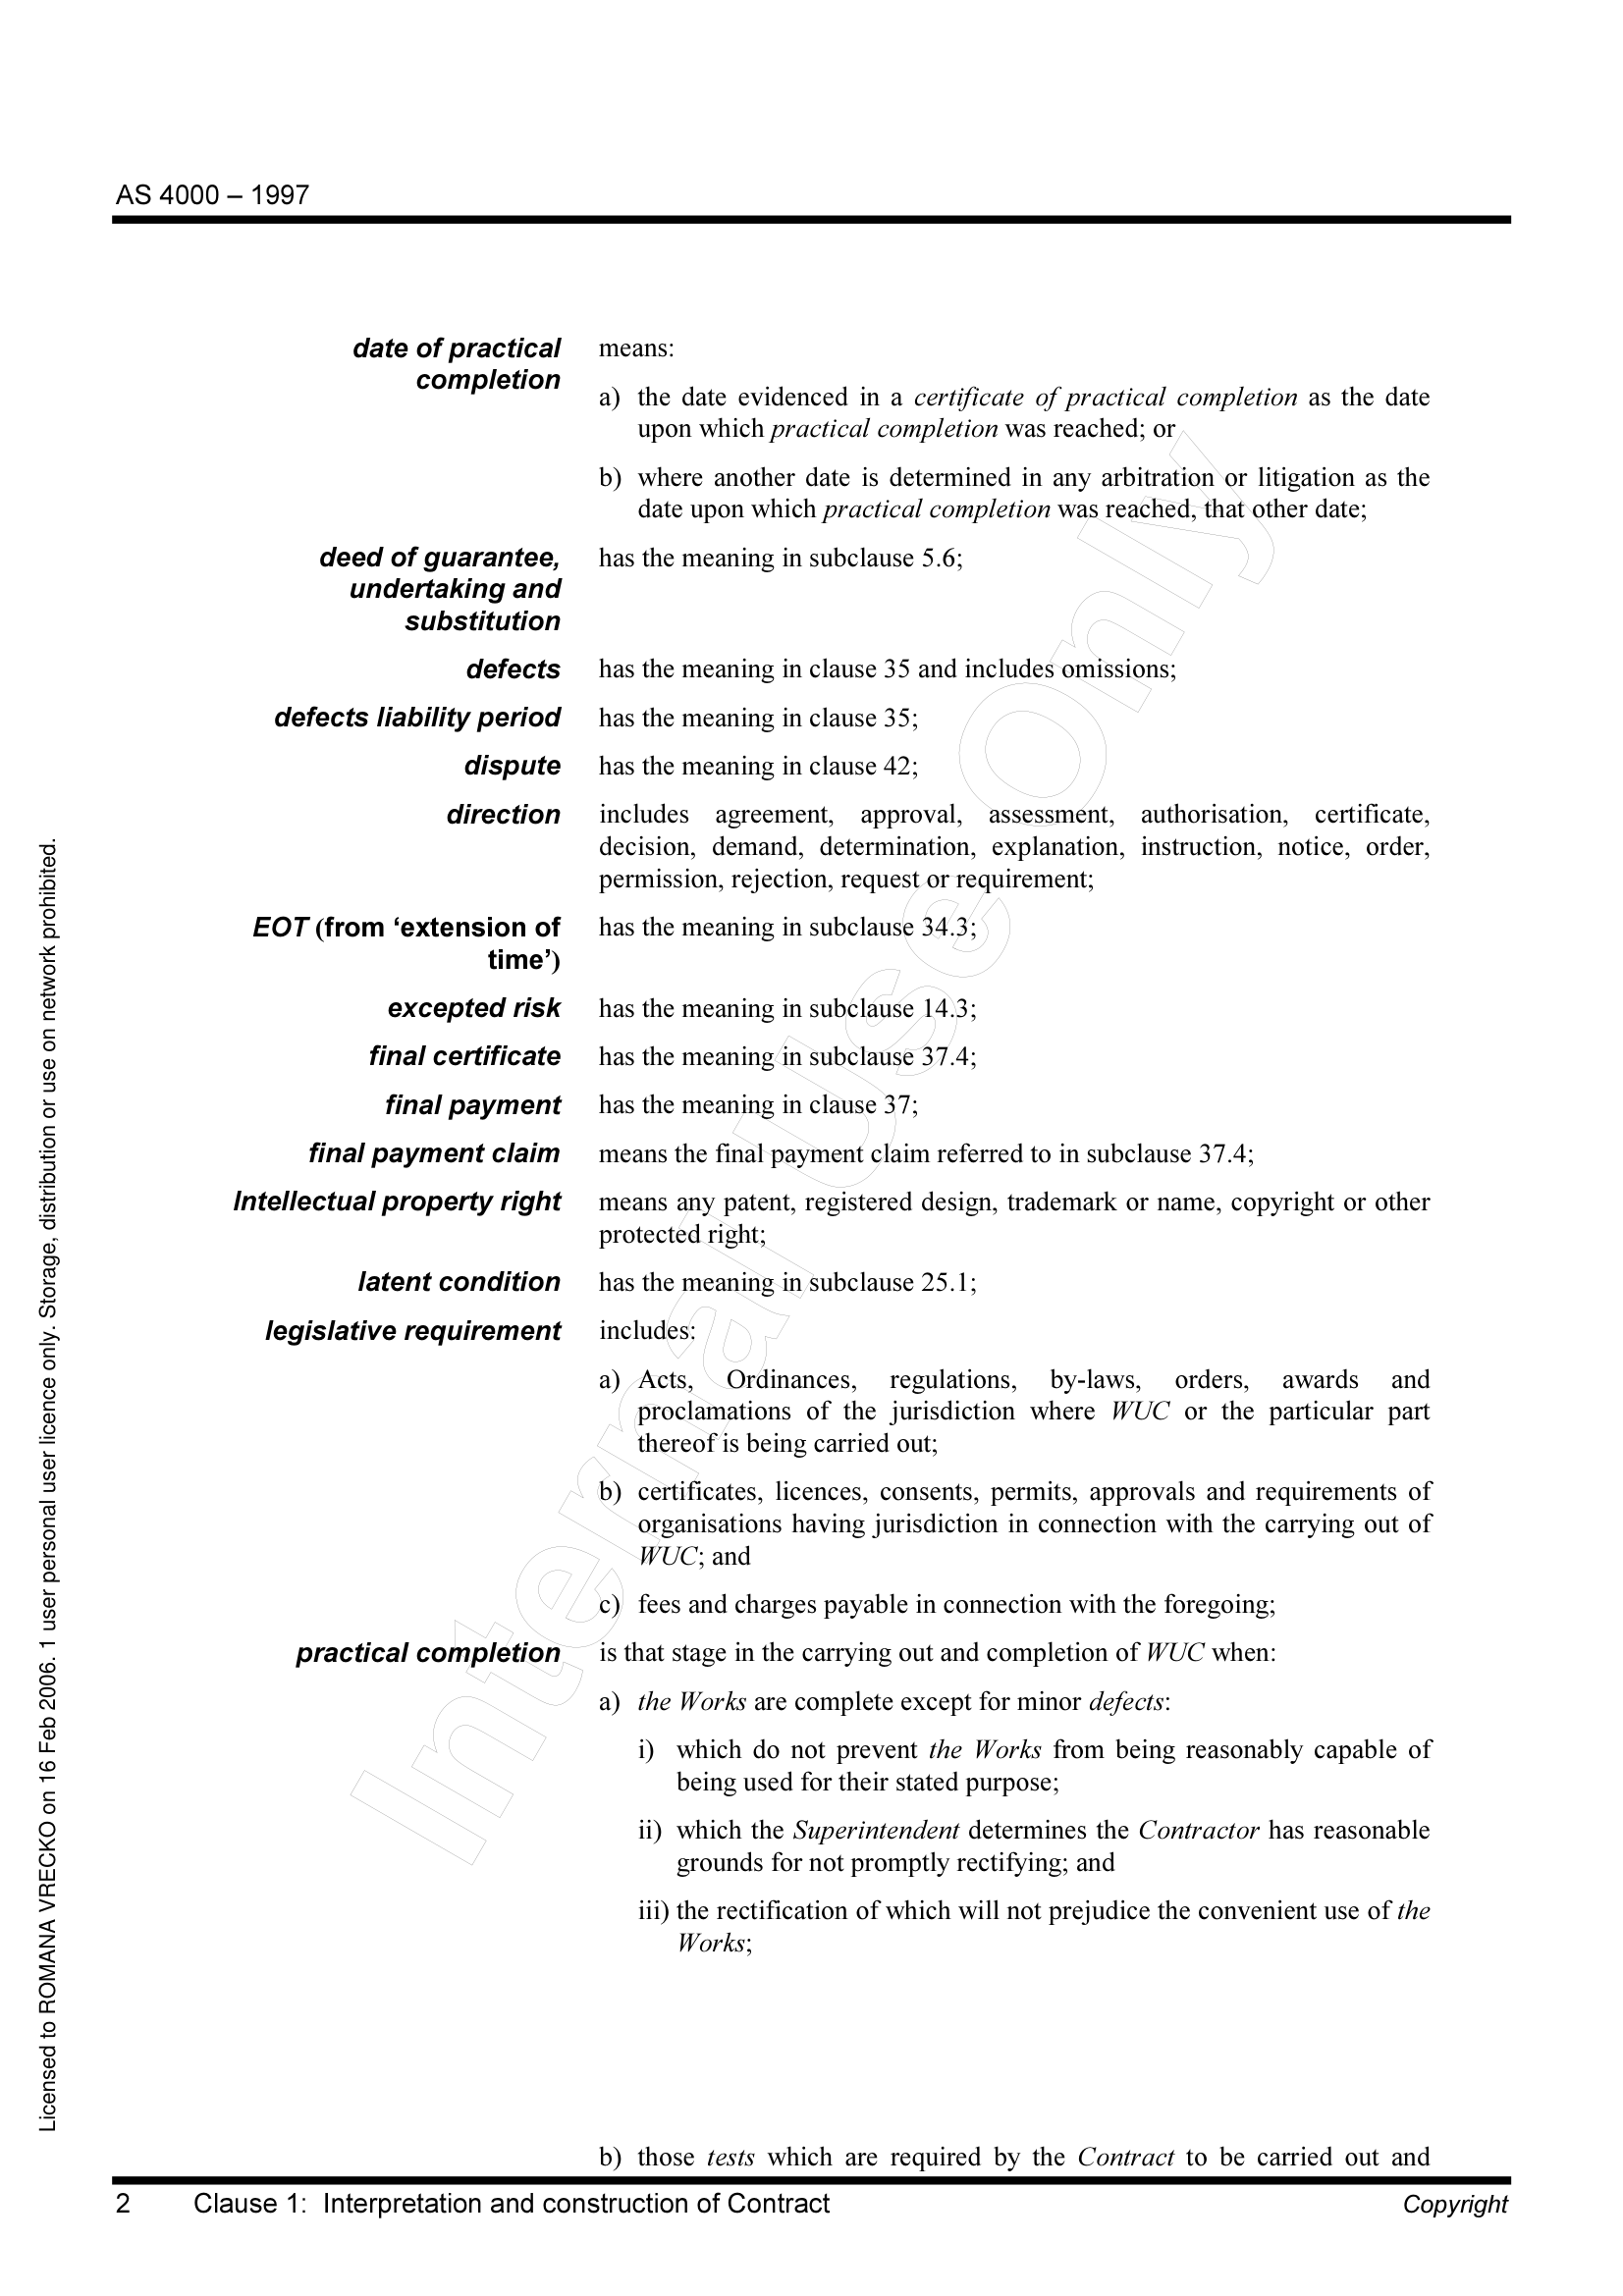 AS 4000 – 1997
date of practical completion means:
a) the date evidenced in a certificate of practical completion as the date
upon which practical completion was reached; or
b) where another date is determined in any arbitration or litigation as the
date upon which practical completion was reached, that other date;
deed of guarantee, has the meaning in subclause 5.6;
undertaking and
substitution
defects has the meaning in clause 35 and includes omissions;
defects liability period has the meaning in clause 35;
dispute has the meaning in clause 42;
direction includes agreement, approval, assessment, authorisation, certificate,
decision, demand, determination, explanation, instruction, notice, order,
permission, rejection, request or requirement;
EOT (from ‘extension of has the meaning in subclause 34.3;
time’)
excepted risk has the meaning in subclause 14.3;
final certificate has the meaning in subclause 37.4;
final payment has the meaning in clause 37;
final payment claim means the final payment claim referred to in subclause 37.4;
Intellectual property right means any patent, registered design, trademark or name, copyright or other
protected right;
latent condition has the meaning in subclause 25.1;
legislative requirement includes:
a) Acts, Ordinances, regulations, by-laws, orders, awards and
proclamations of the jurisdiction where WUC or the particular part
thereof is being carried out;
b) certificates, licences, consents, permits, approvals and requirements of
organisations having jurisdiction in connection with the carrying out of
WUC; and
c) fees and charges payable in connection with the foregoing;
practical completion is that stage in the carrying out and completion of WUC when:
a) the Works are complete except for minor defects:
i) which do not prevent the Works from being reasonably capable of
being used for their stated purpose;
ii) which the Superintendent determines the Contractor has reasonable
grounds for not promptly rectifying; and
iii) the rectification of which will not prejudice the convenient use of the
Works;
b) those tests which are required by the Contract to be carried out and
2 Clause 1: Interpretation and construction of Contract Copyright
Licensed to ROMANA VRECKO on 16 Feb 2006. 1 user personal user licence only. Storage, distribution or use on network prohibited.
Internal Use Only